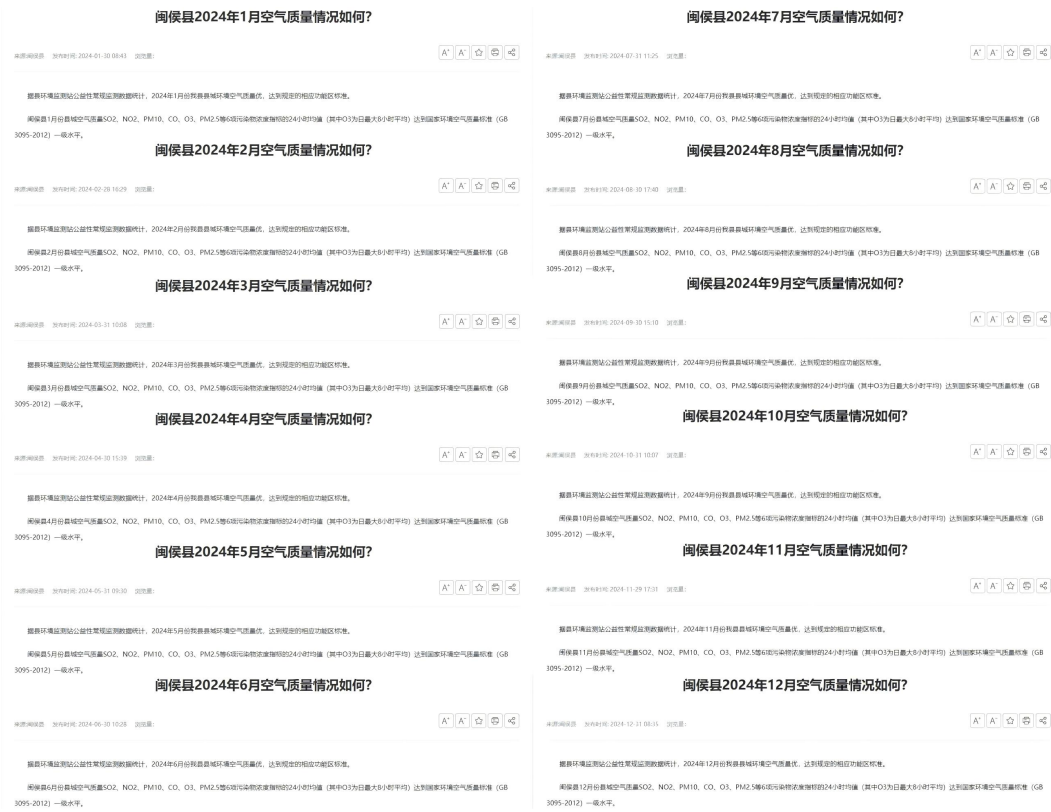 闽侯县2024年1月空气质量情况如何?
来源:闽侯县 发布时间: 2024-01-30 08:43 浏览量: A+ A-
据县环境监测站公益性常规监测数据统计，2024年1月份我县县城环境空气质量优、达到规定的相应功能区标准。
闽侯县1月份县城空气质量SO2、NO2、PM10、CO、O3、PM2.5等6项污染物浓度指标的24小时均值（其中O3为日最大8小时平均）达到国家环境空气质量标准（GB
3095-2012）一级水平。
闽侯县2024年2月空气质量情况如何?
来源:闽侯县 发布时间: 2024-02-28 16:29 浏览量: A+ A-
据县环境监测站公益性常规监测数据统计，2024年2月份我县县城环境空气质量优、达到规定的相应功能区标准。
闽侯县2月份县城空气质量SO2、NO2、PM10、CO、O3、PM2.5等6项污染物浓度指标的24小时均值（其中O3为日最大8小时平均）达到国家环境空气质量标准（GB
3095-2012）一级水平。
闽侯县2024年3月空气质量情况如何?
来源:闽侯县 发布时间: 2024-03-31 10:08 浏览量: A+ A-
据县环境监测站公益性常规监测数据统计，2024年3月份我县县城环境空气质量优、达到规定的相应功能区标准。
闽侯县3月份县城空气质量SO2、NO2、PM10、CO、O3、PM2.5等6项污染物浓度指标的24小时均值（其中O3为日最大8小时平均）达到国家环境空气质量标准（GB
3095-2012）一级水平。
闽侯县2024年4月空气质量情况如何?
来源:闽侯县 发布时间: 2024-04-30 15:39 浏览量: A+ A-
据县环境监测站公益性常规监测数据统计，2024年4月份我县县城环境空气质量优、达到规定的相应功能区标准。
闽侯县4月份县城空气质量SO2、NO2、PM10、CO、O3、PM2.5等6项污染物浓度指标的24小时均值（其中O3为日最大8小时平均）达到国家环境空气质量标准（GB
3095-2012）一级水平。
闽侯县2024年5月空气质量情况如何?
来源:闽侯县 发布时间: 2024-05-31 09:30 浏览量: A+ A-
据县环境监测站公益性常规监测数据统计，2024年5月份我县县城环境空气质量优、达到规定的相应功能区标准。
闽侯县5月份县城空气质量SO2、NO2、PM10、CO、O3、PM2.5等6项污染物浓度指标的24小时均值（其中O3为日最大8小时平均）达到国家环境空气质量标准（GB
3095-2012）一级水平。
闽侯县2024年6月空气质量情况如何?
来源:闽侯县 发布时间: 2024-06-30 10:28 浏览量: A+ A-
据县环境监测站公益性常规监测数据统计，2024年6月份我县县城环境空气质量优、达到规定的相应功能区标准。
闽侯县6月份县城空气质量SO2、NO2、PM10、CO、O3、PM2.5等6项污染物浓度指标的24小时均值（其中O3为日最大8小时平均）达到国家环境空气质量标准（GB
3095-2012）一级水平。
闽侯县2024年7月空气质量情况如何?
来源:闽侯县 发布时间: 2024-07-31 11:25 浏览量: A+ A-
据县环境监测站公益性常规监测数据统计，2024年7月份我县县城环境空气质量优、达到规定的相应功能区标准。
闽侯县7月份县城空气质量SO2、NO2、PM10、CO、O3、PM2.5等6项污染物浓度指标的24小时均值（其中O3为日最大8小时平均）达到国家环境空气质量标准（GB
3095-2012）一级水平。
闽侯县2024年8月空气质量情况如何?
来源:闽侯县 发布时间: 2024-08-30 17:40 浏览量: A+ A-
据县环境监测站公益性常规监测数据统计，2024年8月份我县县城环境空气质量优、达到规定的相应功能区标准。
闽侯县8月份县城空气质量SO2、NO2、PM10、CO、O3、PM2.5等6项污染物浓度指标的24小时均值（其中O3为日最大8小时平均）达到国家环境空气质量标准（GB
3095-2012）一级水平。
闽侯县2024年9月空气质量情况如何?
来源:闽侯县 发布时间: 2024-09-30 15:10 浏览量: A+ A-
据县环境监测站公益性常规监测数据统计，2024年9月份我县县城环境空气质量优、达到规定的相应功能区标准。
闽侯县9月份县城空气质量SO2、NO2、PM10、CO、O3、PM2.5等6项污染物浓度指标的24小时均值（其中O3为日最大8小时平均）达到国家环境空气质量标准（GB
3095-2012）一级水平。
闽侯县2024年10月空气质量情况如何?
来源:闽侯县 发布时间: 2024-10-31 10:07 浏览量: A+ A-
据县环境监测站公益性常规监测数据统计，2024年9月份我县县城环境空气质量优、达到规定的相应功能区标准。
闽侯县10月份县城空气质量SO2、NO2、PM10、CO、O3、PM2.5等6项污染物浓度指标的24小时均值（其中O3为日最大8小时平均）达到国家环境空气质量标准（GB
3095-2012）一级水平。
闽侯县2024年11月空气质量情况如何?
来源:闽侯县 发布时间: 2024-11-29 17:31 浏览量: A+ A-
据县环境监测站公益性常规监测数据统计，2024年11月份我县县城环境空气质量优、达到规定的相应功能区标准。
闽侯县11月份县城空气质量SO2、NO2、PM10、CO、O3、PM2.5等6项污染物浓度指标的24小时均值（其中O3为日最大8小时平均）达到国家环境空气质量标准（GB
3095-2012）一级水平。
闽侯县2024年12月空气质量情况如何?
来源:闽侯县 发布时间: 2024-12-31 08:35 浏览量: A+ A-
据县环境监测站公益性常规监测数据统计，2024年12月份我县县城环境空气质量优、达到规定的相应功能区标准。
闽侯县12月份县城空气质量SO2、NO2、PM10、CO、O3、PM2.5等6项污染物浓度指标的24小时均值（其中O3为日最大8小时平均）达到国家环境空气质量标准（GB
3095-2012）一级水平。